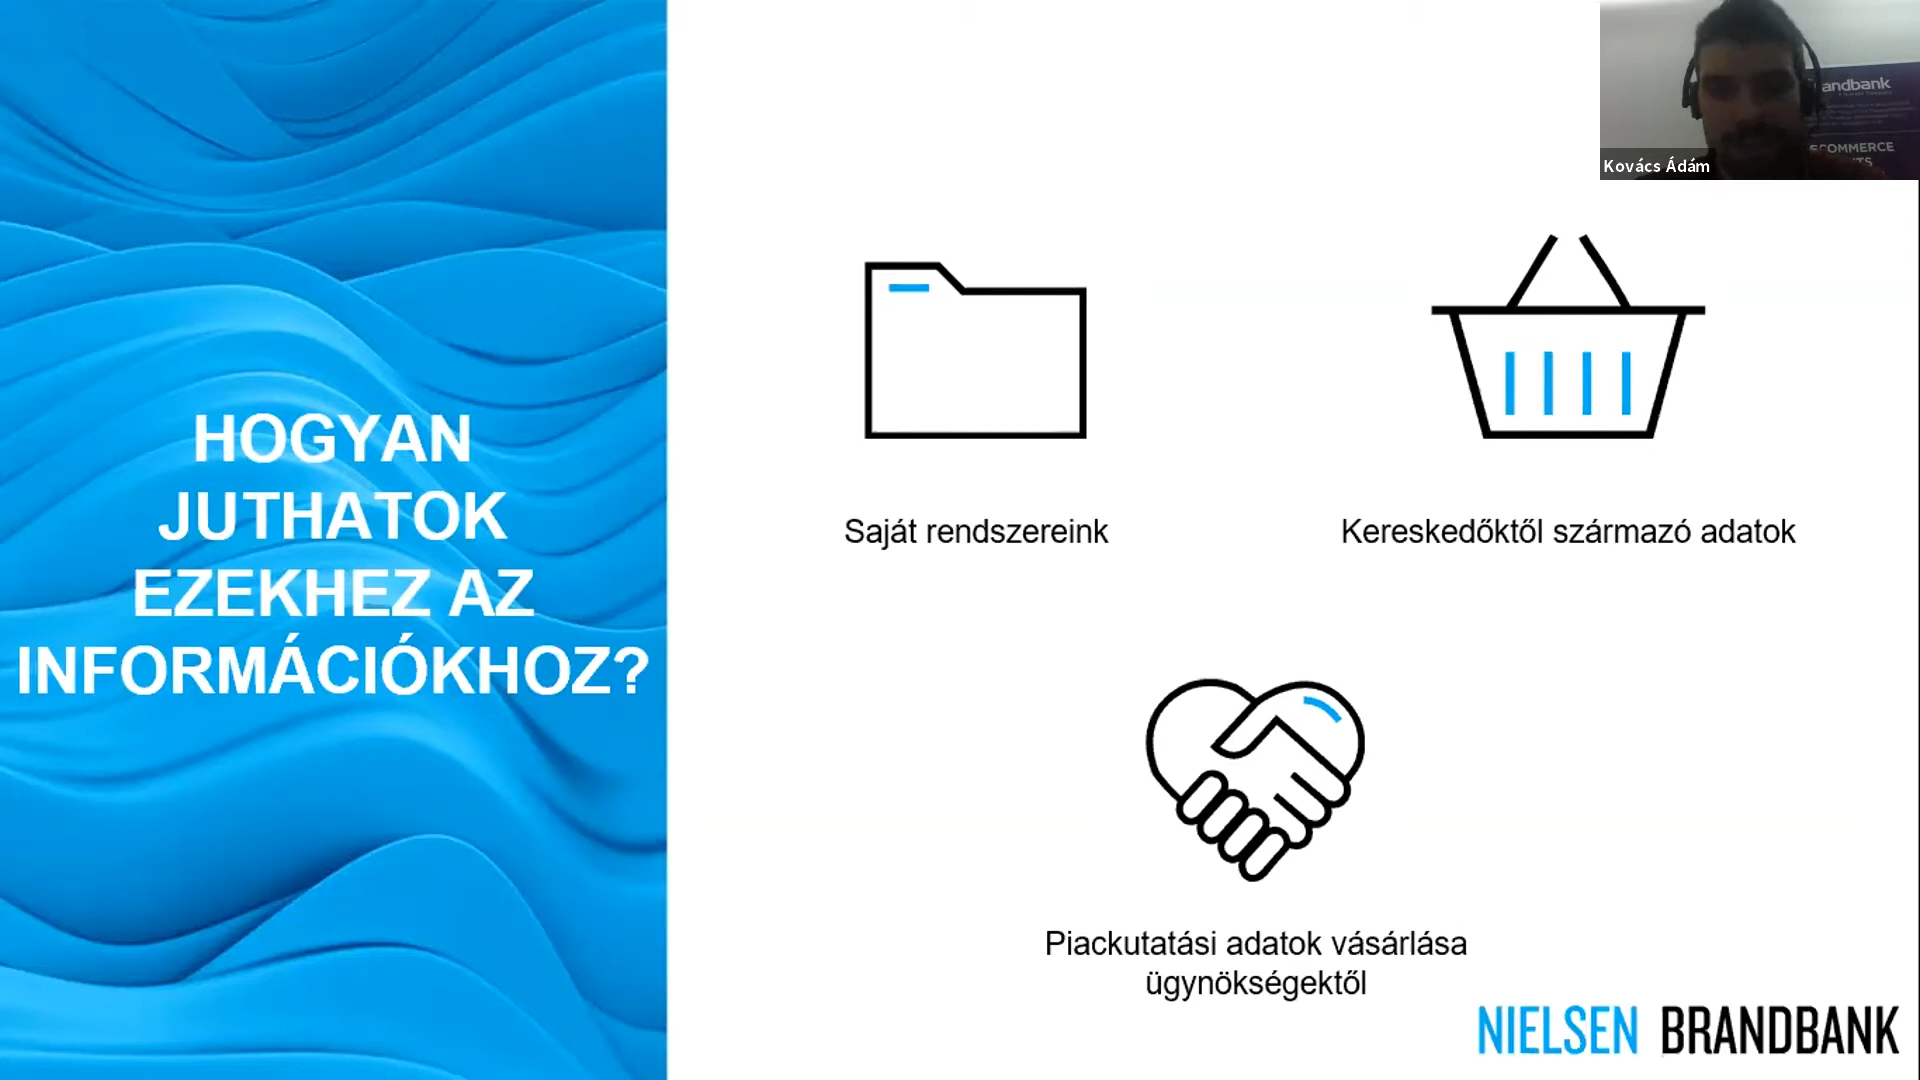 HOGYAN
JUTHATOK
EZEKHEZ AZ
INFORMÁCIÓKHOZ?
andbank
COMMERCE
TS
Kovács Ádám
Saját rendszereink
Kereskedőktől származó adatok
Piackutatási adatok vásárlása
ügynökségektől
NIELSEN BRANDBANK